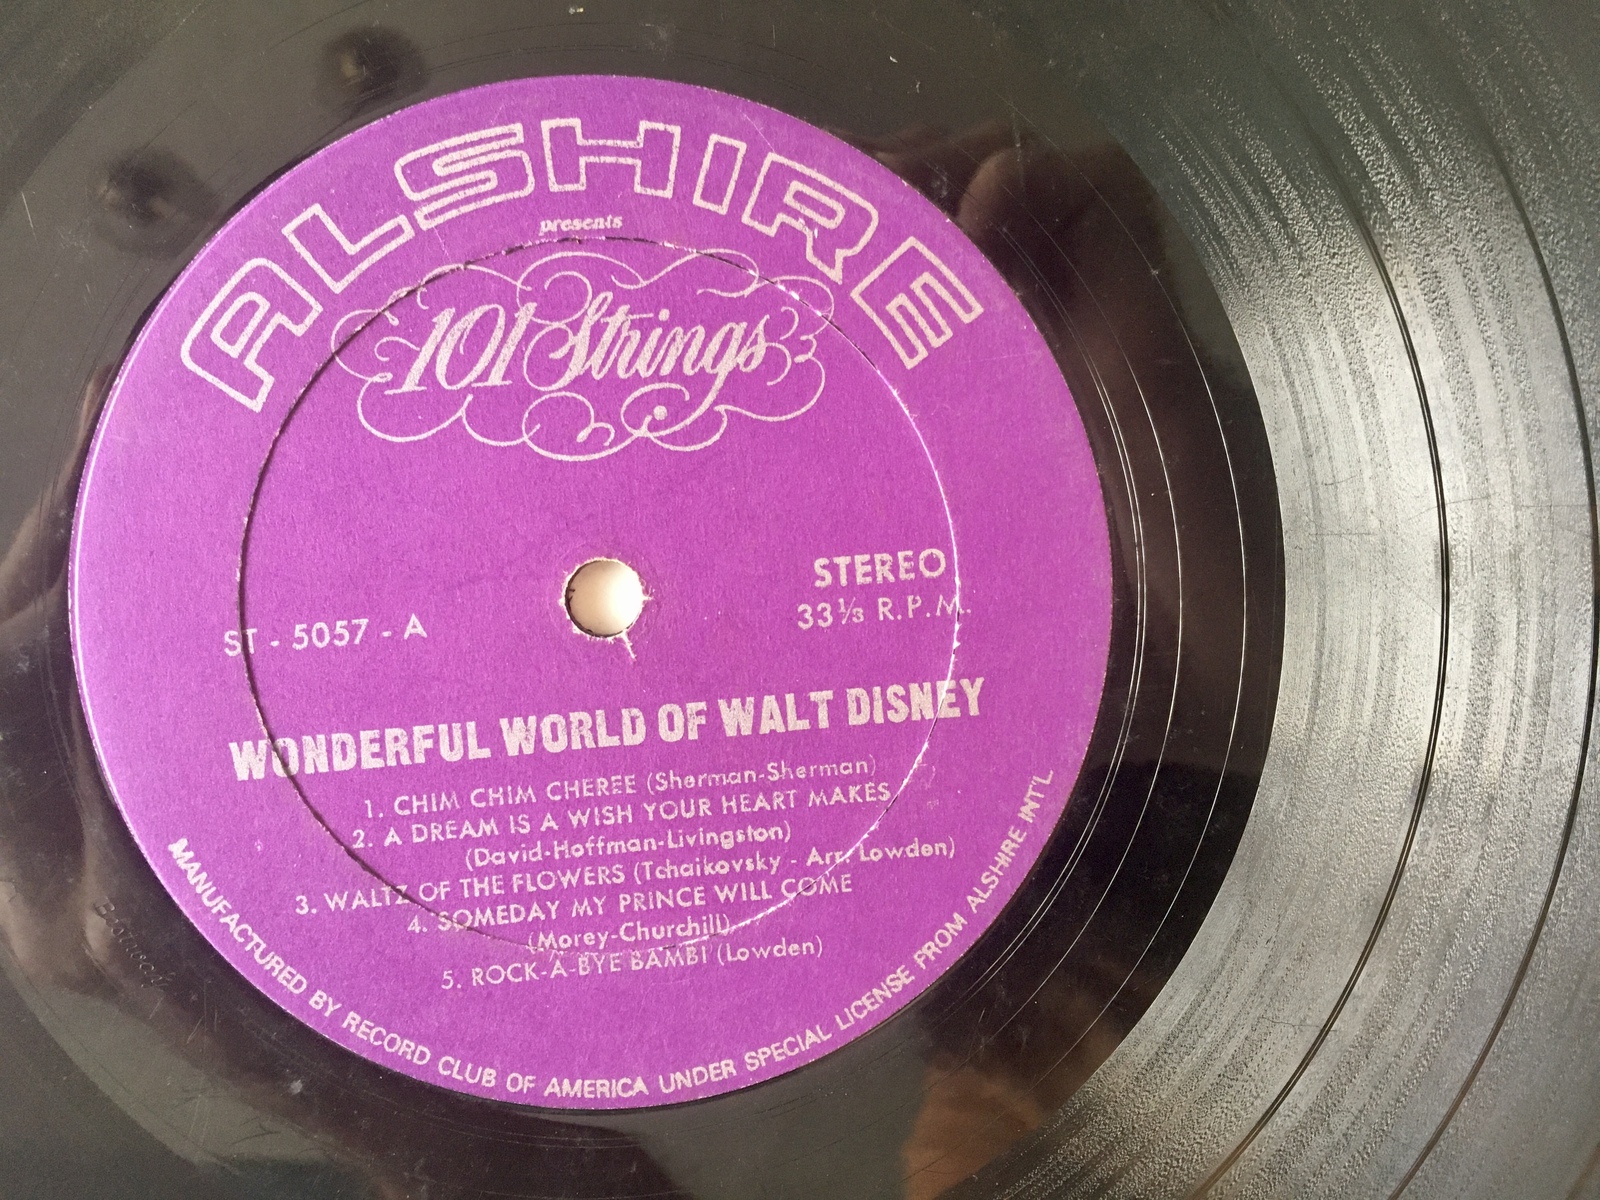 ALSHIRE
presents
101 Strings
STEREO
33⅓ R.P.M.
ST - 5057 - A
WONDERFUL WORLD OF WALT DISNEY
1. CHIM CHIM CHEREE (Sherman-Sherman)
2. A DREAM IS A WISH YOUR HEART MAKES
(David-Hoffman-Livingston)
3. WALTZ OF THE FLOWERS (Tchaikovsky - Arr. Lowden)
4. SOMEDAY MY PRINCE WILL COME
(Morey-Churchill)
5. ROCK-A-BYE BAMBI (Lowden)
MANUFACTURED BY RECORD CLUB OF AMERICA UNDER SPECIAL LICENSE FROM ALSHIRE INT'L